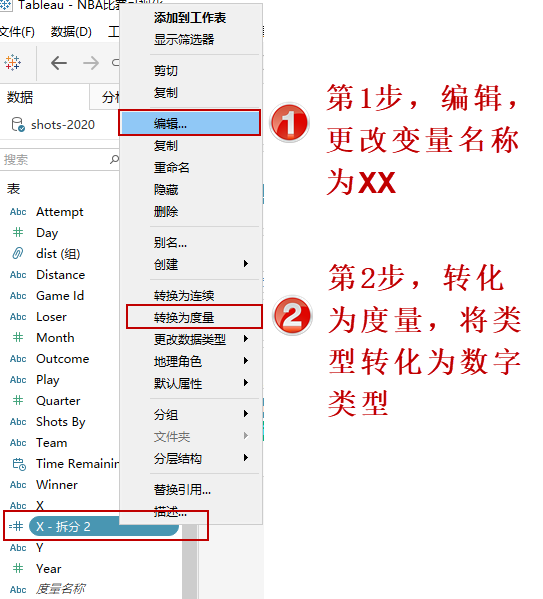 Tableau - NBA比
文件(F)
数据(D)
数据
shots-2020
搜索
表
Abc Attempt
Day
dist (组)
Abc Distance
Abc Game Id
Abc Loser
Month
Abc Outcome
Abc Play
Quarter
Abc Shots By
Abc Team
Time Remainin
Abc Winner
Abc X
X - 拆分 2
Abc Y
Year
Abc 度量名称
添加到工作表
显示筛选器
剪切
复制
编辑...
复制
重命名
隐藏
删除
别名...
创建
转换为连续
转换为度量
更改数据类型
地理角色
默认属性
分组
文件夹
分层结构
替换引用...
描述...
1
第1步，编辑，
更改变量名称
为XX
2
第2步，转化
为度量，将类
型转化为数字
类型